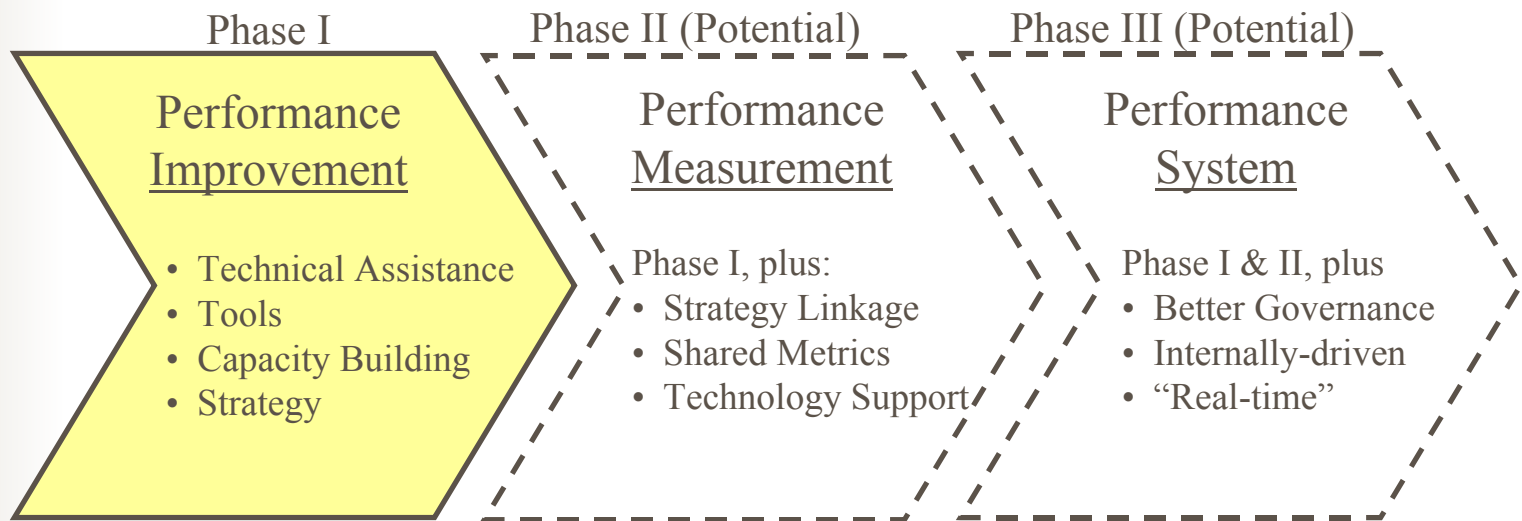 Phase I
Performance
Improvement
• Technical Assistance
• Tools
• Capacity Building
• Strategy
Phase II (Potential)
Performance
Measurement
Phase I, plus:
• Strategy Linkage
• Shared Metrics
• Technology Support
Phase III (Potential)
Performance
System
Phase I & II, plus
• Better Governance
• Internally-driven
• “Real-time”